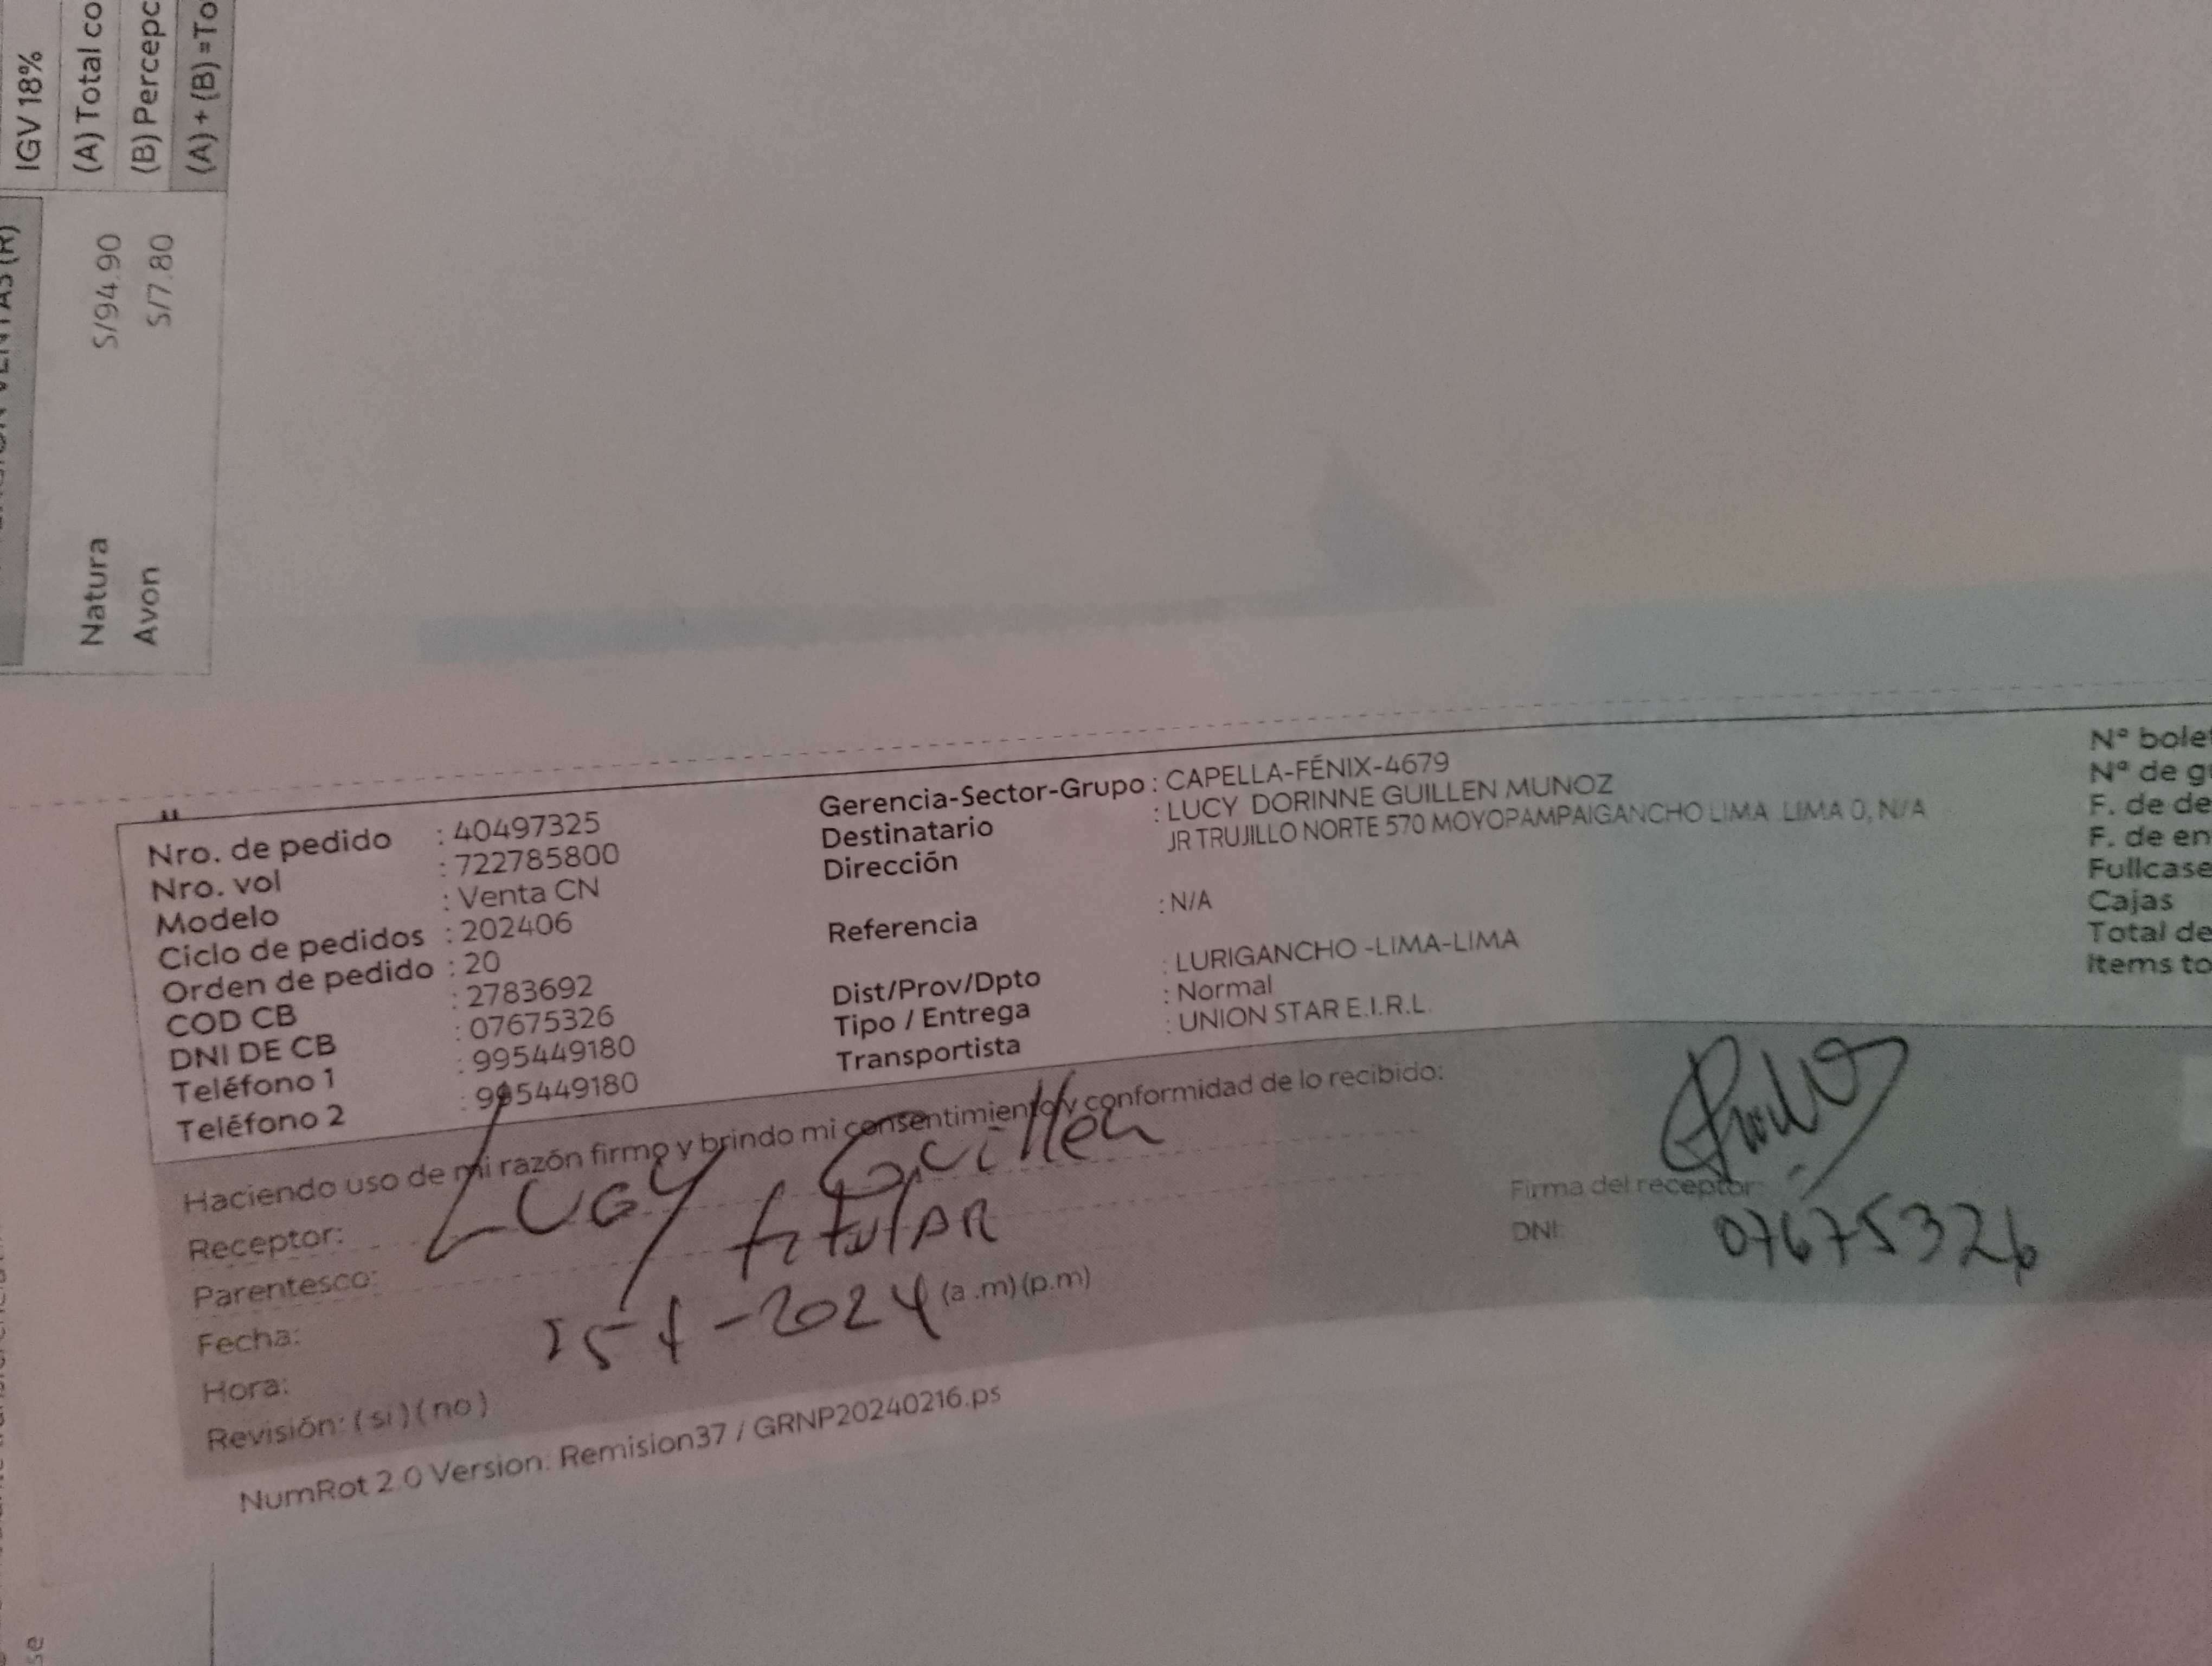 IGV 18%
(A) Total co
(B) Percepc
(A) + (B) =To
Natura S/94.90
Avon S/7.80
Nro. de pedido : 40497325
Nro. vol : 722785800
Modelo : Venta CN
Ciclo de pedidos : 202406
Orden de pedido : 20
COD CB : 2783692
DNI DE CB : 07675326
Teléfono 1 : 995449180
Teléfono 2 : 995449180
Gerencia-Sector-Grupo : CAPELLA-FÉNIX-4679
Destinatario : LUCY DORINNE GUILLEN MUNOZ
Dirección JR TRUJILLO NORTE 570 MOYOPAMPAIGANCHO LIMA LIMA 0, N/A
Referencia : N/A
Dist/Prov/Dpto : LURIGANCHO -LIMA-LIMA
Tipo / Entrega : Normal
Transportista : UNION STAR E.I.R.L.
Nº bole
Nº de g
F. de de
F. de en
Fullcase
Cajas
Total de
Items to
Haciendo uso de mi razón firmo y brindo mi consentimiento y conformidad de lo recibido:
Receptor: LUCY Guillen
Parentesco: titulAR
Fecha: -2024
Hora: (a .m) (p.m)
Revisión: ( si ) ( no )
Firma del receptor
DNI: 07675326
NumRot 2.0 Version: Remision37 / GRNP20240216.ps
se